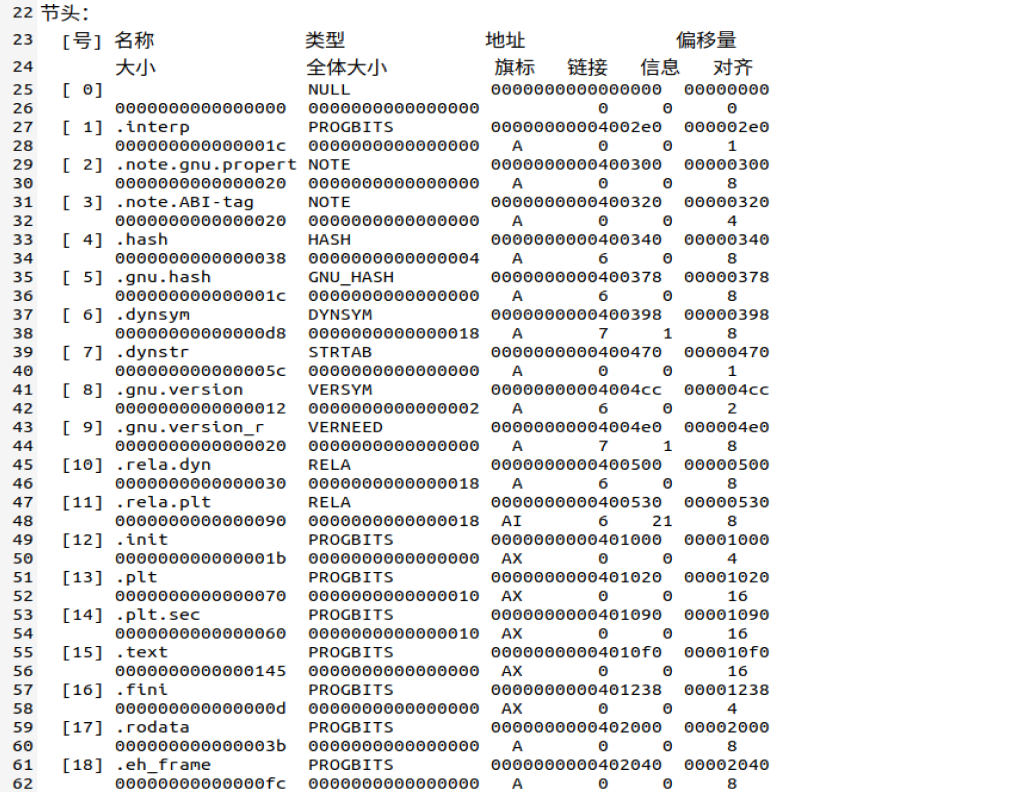 22 节头：
23 [号] 名称 类型 地址 偏移量
24 大小 全体大小 旗标 链接 信息 对齐
25 [ 0] NULL 0000000000000000 00000000
26 0000000000000000 0000000000000000 0 0 0
27 [ 1] .interp PROGBITS 00000000004002e0 000002e0
28 000000000000001c 0000000000000000 A 0 0 1
29 [ 2] .note.gnu.propert NOTE 0000000000400300 00000300
30 0000000000000020 0000000000000000 A 0 0 8
31 [ 3] .note.ABI-tag NOTE 0000000000400320 00000320
32 0000000000000020 0000000000000000 A 0 0 4
33 [ 4] .hash HASH 0000000000400340 00000340
34 0000000000000038 0000000000000004 A 6 0 8
35 [ 5] .gnu.hash GNU_HASH 0000000000400378 00000378
36 000000000000001c 0000000000000000 A 6 0 8
37 [ 6] .dynsym DYNSYM 0000000000400398 00000398
38 00000000000000d8 0000000000000018 A 7 1 8
39 [ 7] .dynstr STRTAB 0000000000400470 00000470
40 000000000000005c 0000000000000000 A 0 0 1
41 [ 8] .gnu.version VERSYM 00000000004004cc 000004cc
42 0000000000000012 0000000000000002 A 6 0 2
43 [ 9] .gnu.version_r VERNEED 00000000004004e0 000004e0
44 0000000000000020 0000000000000000 A 7 1 8
45 [10] .rela.dyn RELA 0000000000400500 00000500
46 0000000000000030 0000000000000018 A 6 0 8
47 [11] .rela.plt RELA 0000000000400530 00000530
48 0000000000000090 0000000000000018 AI 6 21 8
49 [12] .init PROGBITS 0000000000401000 00001000
50 000000000000001b 0000000000000000 AX 0 0 4
51 [13] .plt PROGBITS 0000000000401020 00001020
52 0000000000000070 0000000000000010 AX 0 0 16
53 [14] .plt.sec PROGBITS 0000000000401090 00001090
54 0000000000000060 0000000000000010 AX 0 0 16
55 [15] .text PROGBITS 00000000004010f0 000010f0
56 0000000000000145 0000000000000000 AX 0 0 16
57 [16] .fini PROGBITS 0000000000401238 00001238
58 000000000000000d 0000000000000000 AX 0 0 4
59 [17] .rodata PROGBITS 0000000000402000 00002000
60 000000000000003b 0000000000000000 A 0 0 8
61 [18] .eh_frame PROGBITS 0000000000402040 00002040
62 00000000000000fc 0000000000000000 A 0 0 8